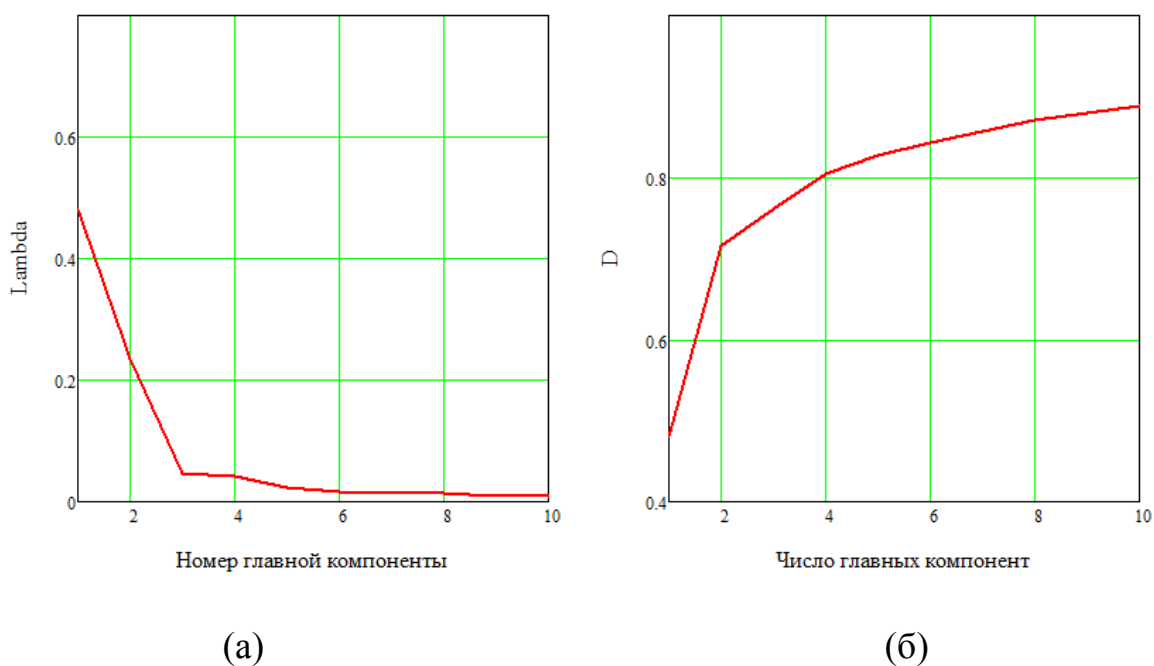 Lambda
0.6
0.4
0.2
0
2 4 6 8 10
Номер главной компоненты
(а)
D
0.8
0.6
0.4
2 4 6 8 10
Число главных компонент
(б)